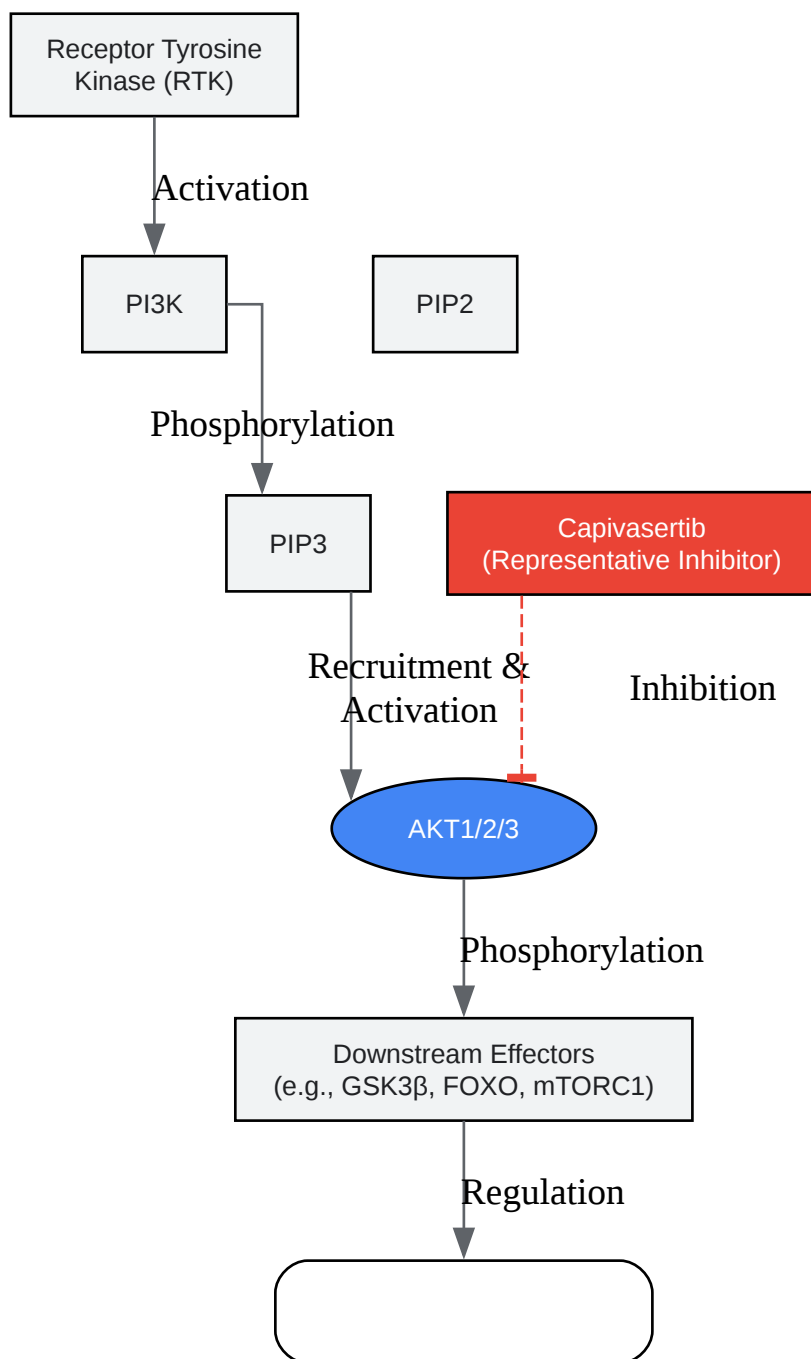 Receptor Tyrosine
Kinase (RTK)
Activation
PI3K
PIP2
Phosphorylation
PIP3
Capivasertib
(Representative Inhibitor)
Recruitment &
Activation
Inhibition
AKT1/2/3
Phosphorylation
Downstream Effectors
(e.g., GSK3β, FOXO, mTORC1)
Regulation